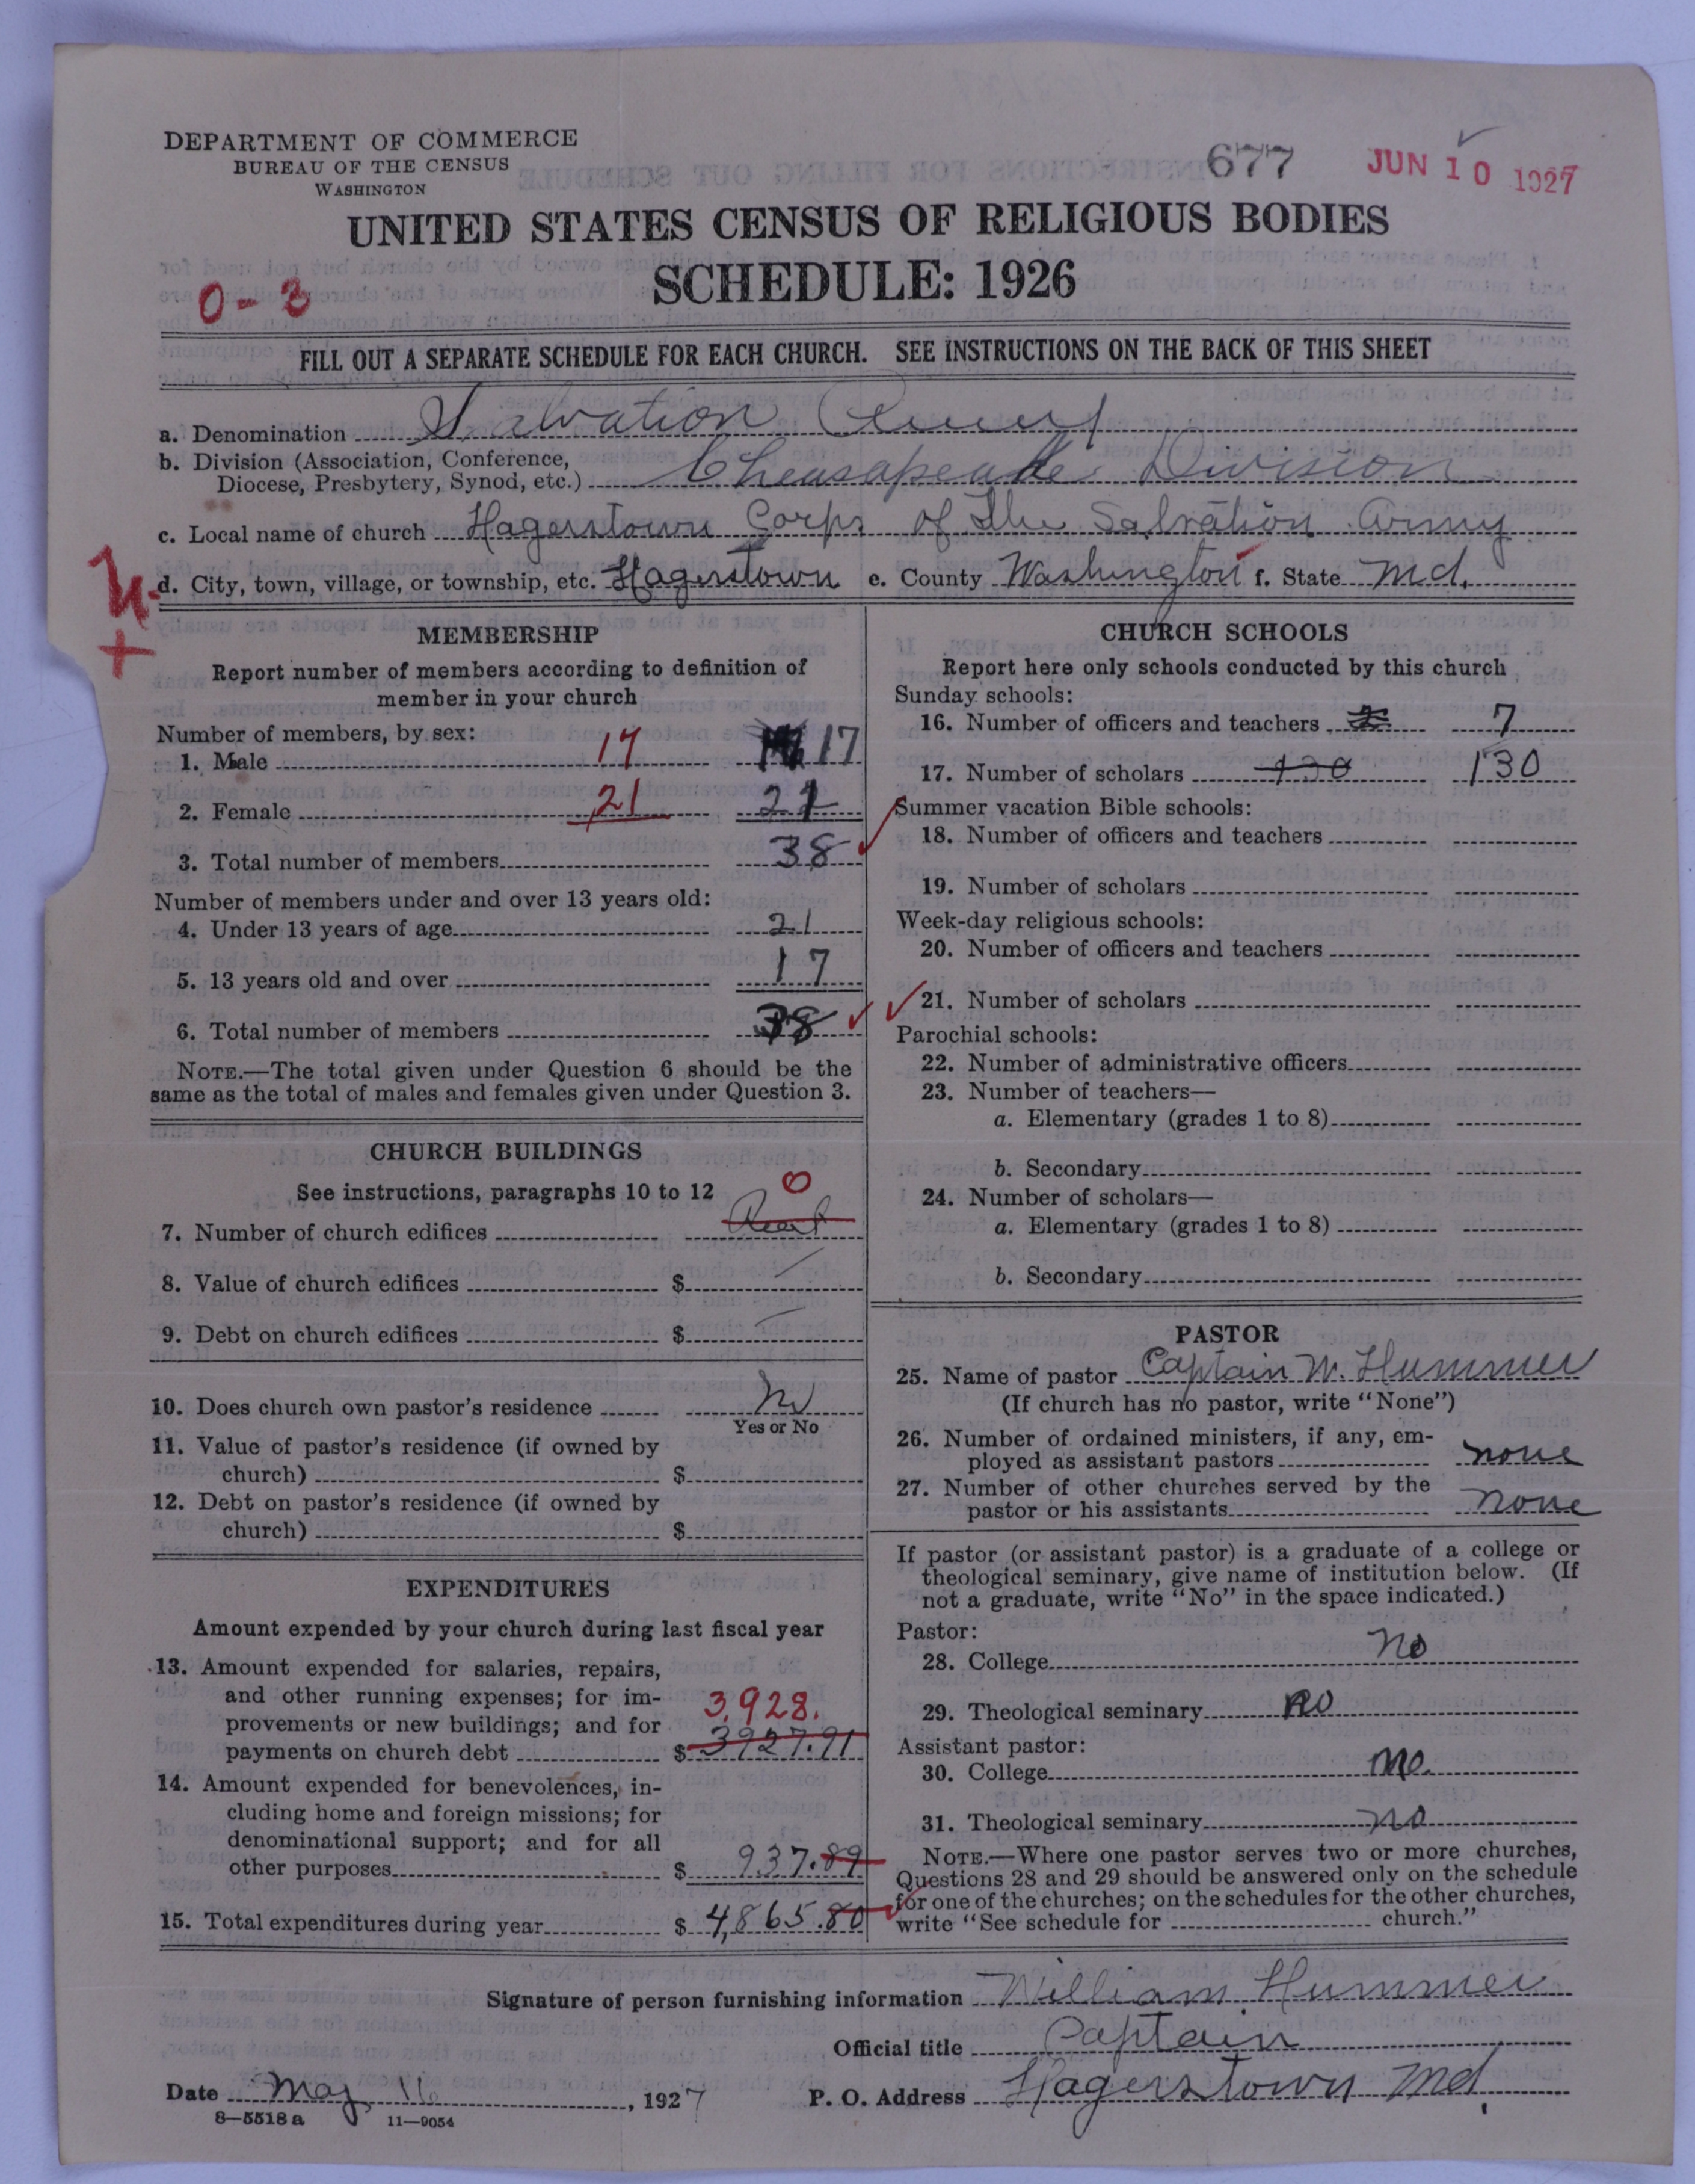 DEPARTMENT OF COMMERCE
BUREAU OF THE CENSUS
WASHINGTON
677
JUN 10 1927
UNITED STATES CENSUS OF RELIGIOUS BODIES
SCHEDULE: 1926
0-3
FILL OUT A SEPARATE SCHEDULE FOR EACH CHURCH. SEE INSTRUCTIONS ON THE BACK OF THIS SHEET
a. Denomination Salvation Army
b. Division (Association, Conference,
Diocese, Presbytery, Synod, etc.) Cheasapeake Division
c. Local name of church Hagerstown Corps of The Salvation Army
d. City, town, village, or township, etc. Hagerstown e. County Washington f. State Md.
MEMBERSHIP
Report number of members according to definition of
member in your church
Number of members, by sex:
1. Male 17 17
2. Female 21 21
3. Total number of members 38
Number of members under and over 13 years old:
4. Under 13 years of age 21
5. 13 years old and over 17
6. Total number of members 38
NOTE.—The total given under Question 6 should be the
same as the total of males and females given under Question 3.
CHURCH BUILDINGS
See instructions, paragraphs 10 to 12 0
7. Number of church edifices Rent
8. Value of church edifices $ —
9. Debt on church edifices $ —
10. Does church own pastor's residence No
Yes or No
11. Value of pastor's residence (if owned by
church) $
12. Debt on pastor's residence (if owned by
church) $
EXPENDITURES
Amount expended by your church during last fiscal year
13. Amount expended for salaries, repairs,
and other running expenses; for im-
provements or new buildings; and for 3,928.
payments on church debt $ 3927.91
14. Amount expended for benevolences, in-
cluding home and foreign missions; for
denominational support; and for all
other purposes $ 937.89
15. Total expenditures during year $ 4,865.80
CHURCH SCHOOLS
Report here only schools conducted by this church
Sunday schools:
16. Number of officers and teachers 7
17. Number of scholars 130 130
Summer vacation Bible schools:
18. Number of officers and teachers
19. Number of scholars
Week-day religious schools:
20. Number of officers and teachers
21. Number of scholars
Parochial schools:
22. Number of administrative officers
23. Number of teachers—
a. Elementary (grades 1 to 8)
b. Secondary
24. Number of scholars—
a. Elementary (grades 1 to 8)
b. Secondary
PASTOR
25. Name of pastor Captain W. Hummer
(If church has no pastor, write "None")
26. Number of ordained ministers, if any, em-
ployed as assistant pastors none
27. Number of other churches served by the
pastor or his assistants none
If pastor (or assistant pastor) is a graduate of a college or
theological seminary, give name of institution below. (If
not a graduate, write "No" in the space indicated.)
Pastor:
28. College no
29. Theological seminary no
Assistant pastor:
30. College no.
31. Theological seminary no
NOTE.—Where one pastor serves two or more churches,
Questions 28 and 29 should be answered only on the schedule
for one of the churches; on the schedules for the other churches,
write "See schedule for church."
Signature of person furnishing information William Hummer
Official title Captain
Date May 11, 1927 P. O. Address Hagerstown Md.
8—5518a 11—9054